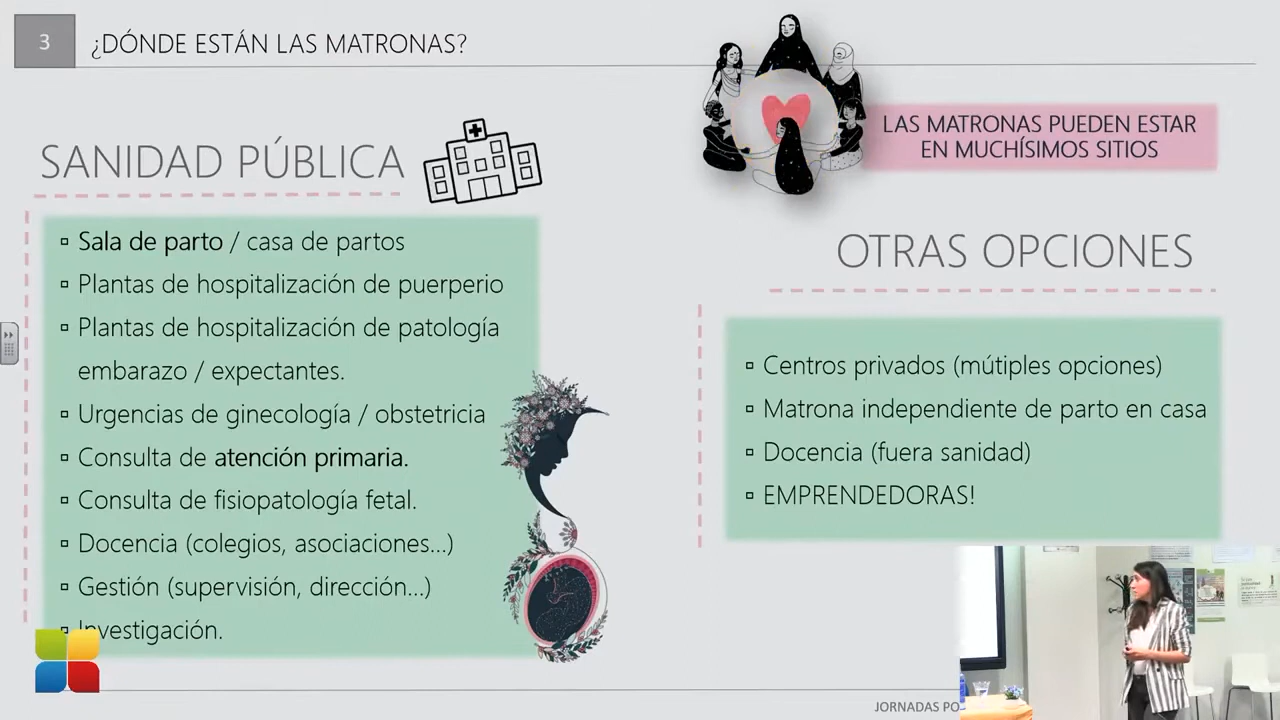 3
¿DÓNDE ESTÁN LAS MATRONAS?
LAS MATRONAS PUEDEN ESTAR
EN MUCHÍSIMOS SITIOS
SANIDAD PÚBLICA
▫ Sala de parto / casa de partos
▫ Plantas de hospitalización de puerperio
▫ Plantas de hospitalización de patología
embarazo / expectantes.
▫ Urgencias de ginecología / obstetricia
▫ Consulta de atención primaria.
▫ Consulta de fisiopatología fetal.
▫ Docencia (colegios, asociaciones...)
▫ Gestión (supervisión, dirección...)
▫ Investigación.
OTRAS OPCIONES
▫ Centros privados (mútiples opciones)
▫ Matrona independiente de parto en casa
▫ Docencia (fuera sanidad)
▫ EMPRENDEDORAS!
JORNADAS PO